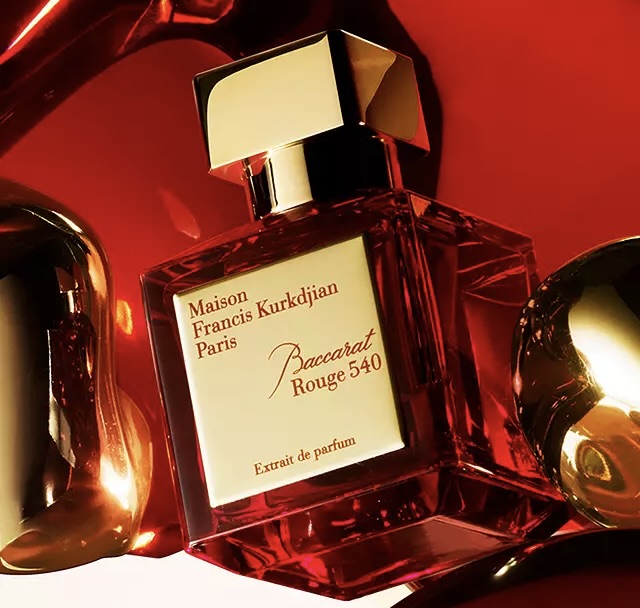 Maison
Francis Kurkdjian
Paris
Baccarat
Rouge 540
Extrait de parfum